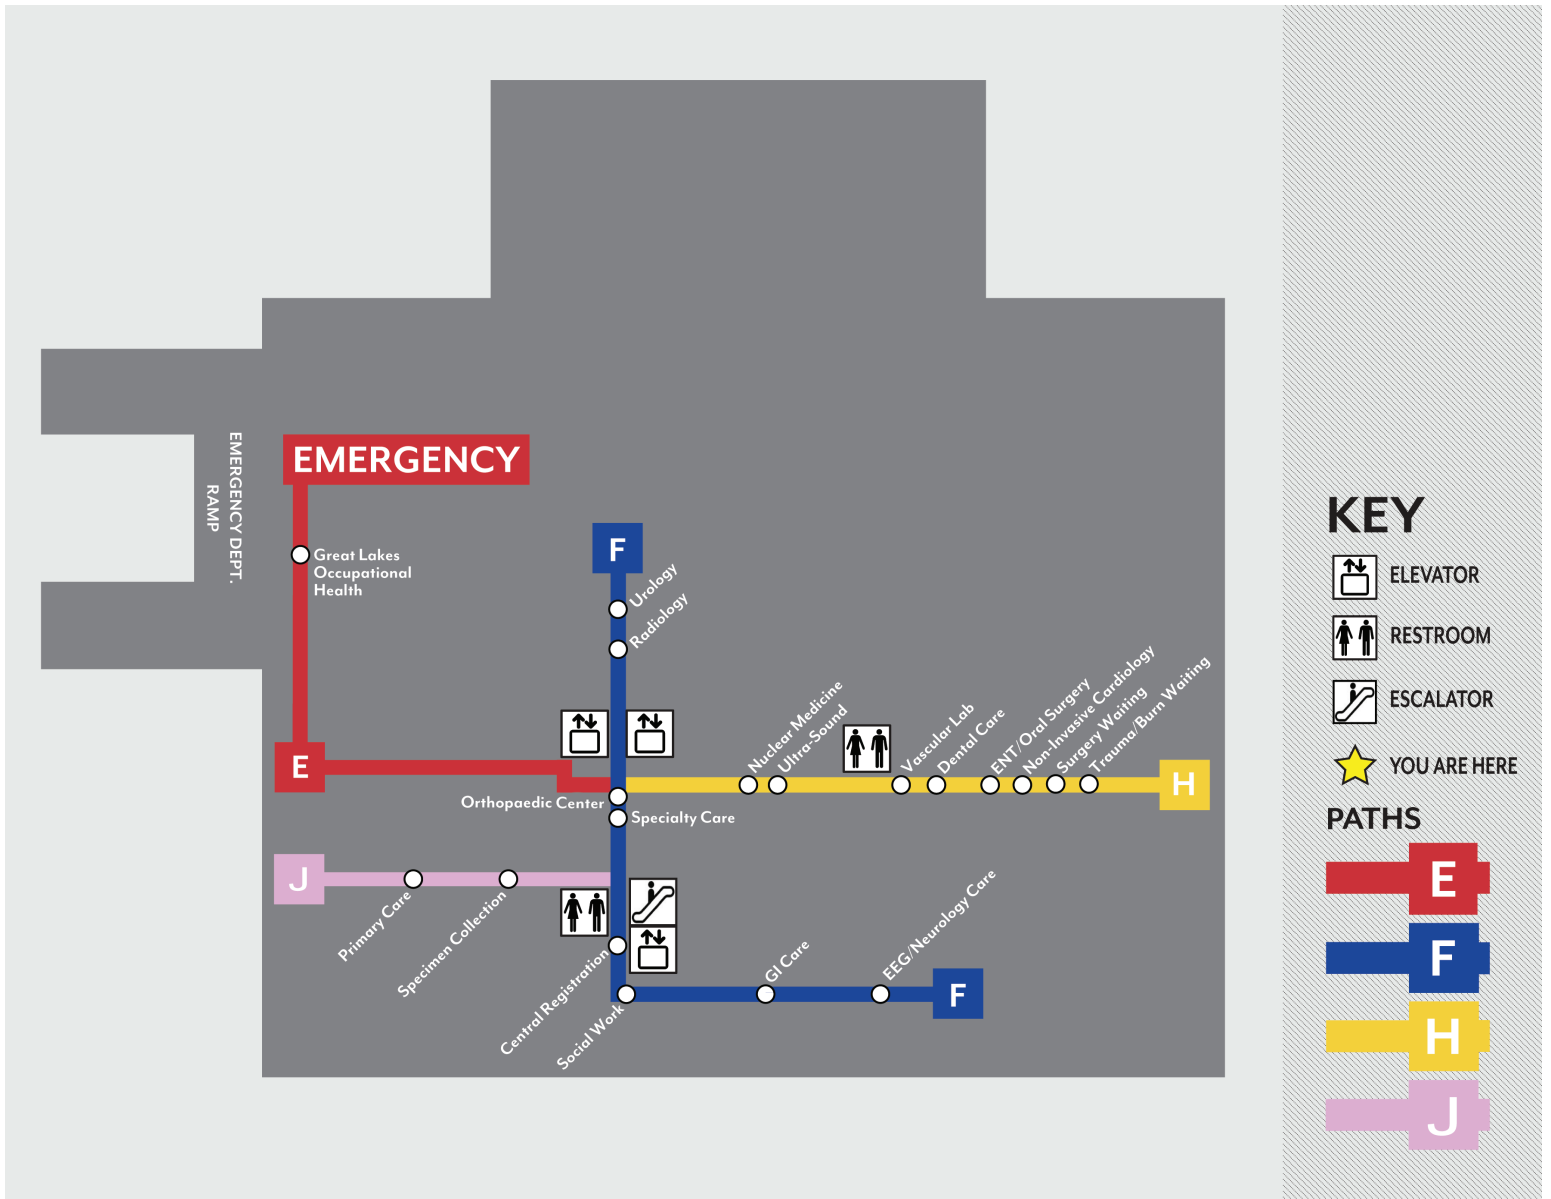 EMERGENCY DEPT.
RAMP
EMERGENCY
Great Lakes
Occupational
Health
F
Urology
Radiology
E
Nuclear Medicine
Ultra-Sound
Vascular Lab
Dental Care
ENT/Oral Surgery
Non-Invasive Cardiology
Surgery Waiting
Trauma/Burn Waiting
H
Orthopaedic Center
Specialty Care
J
Primary Care
Specimen Collection
Central Registration
Social Work
GI Care
EEG/Neurology Care
F
KEY
ELEVATOR
RESTROOM
ESCALATOR
YOU ARE HERE
PATHS
E
F
H
J